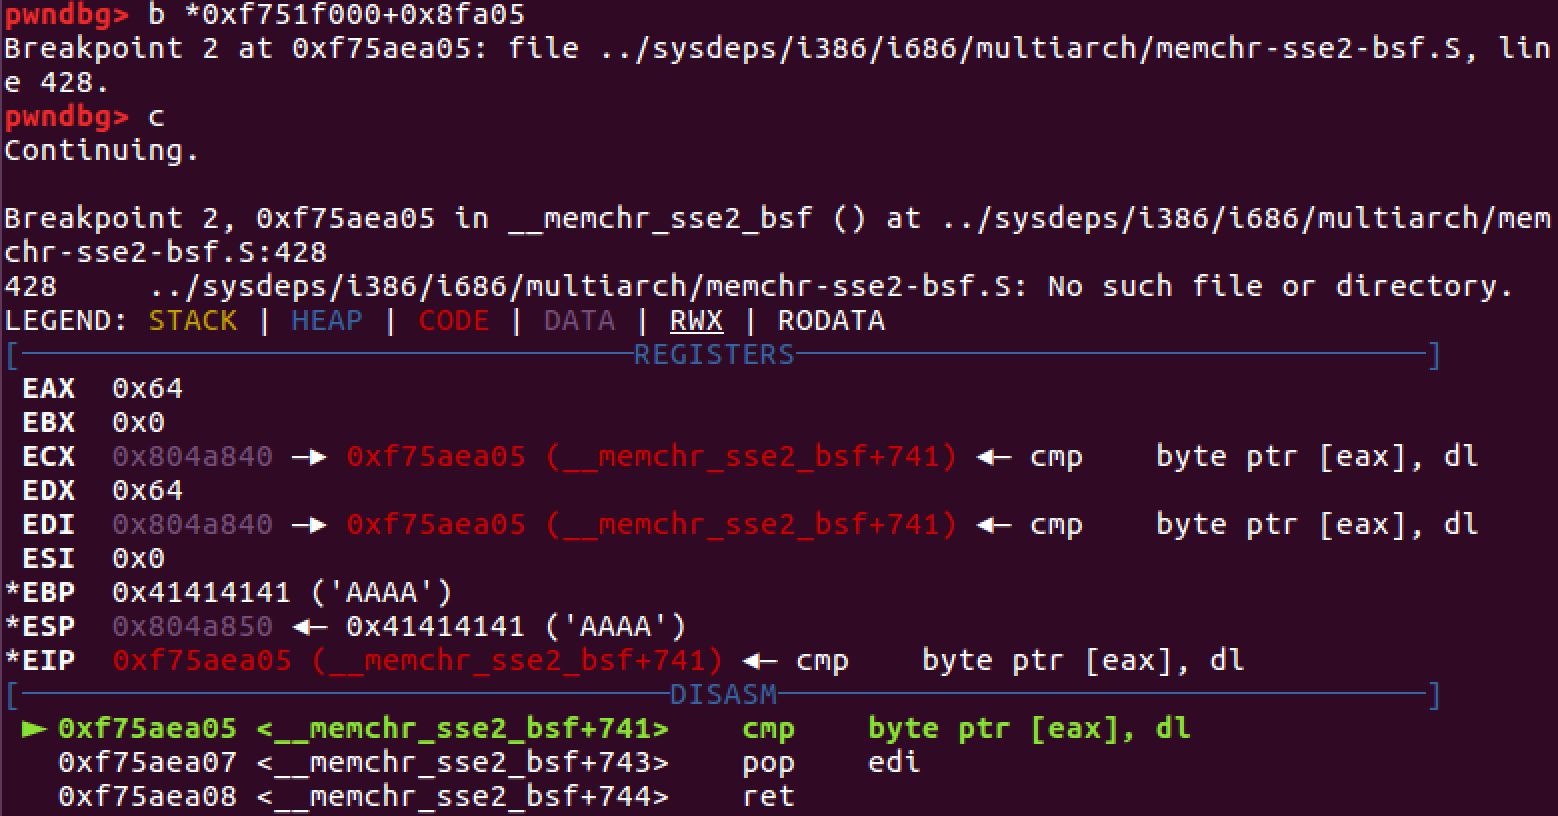 pwndbg> b *0xf751f000+0x8fa05
Breakpoint 2 at 0xf75aea05: file ../sysdeps/i386/i686/multiarch/memchr-sse2-bsf.S, lin
e 428.
pwndbg> c
Continuing.
Breakpoint 2, 0xf75aea05 in __memchr_sse2_bsf () at ../sysdeps/i386/i686/multiarch/mem
chr-sse2-bsf.S:428
428     ../sysdeps/i386/i686/multiarch/memchr-sse2-bsf.S: No such file or directory.
LEGEND: STACK | HEAP | CODE | DATA | RWX | RODATA
[──────────REGISTERS──────────]
EAX  0x64
EBX  0x0
ECX  0x804a840 —▸ 0xf75aea05 (__memchr_sse2_bsf+741) ◂— cmp    byte ptr [eax], dl
EDX  0x64
EDI  0x804a840 —▸ 0xf75aea05 (__memchr_sse2_bsf+741) ◂— cmp    byte ptr [eax], dl
ESI  0x0
*EBP  0x41414141 ('AAAA')
*ESP  0x804a850 ◂— 0x41414141 ('AAAA')
*EIP  0xf75aea05 (__memchr_sse2_bsf+741) ◂— cmp    byte ptr [eax], dl
[──────────DISASM──────────]
► 0xf75aea05 <__memchr_sse2_bsf+741>    cmp    byte ptr [eax], dl
0xf75aea07 <__memchr_sse2_bsf+743>    pop    edi
0xf75aea08 <__memchr_sse2_bsf+744>    ret